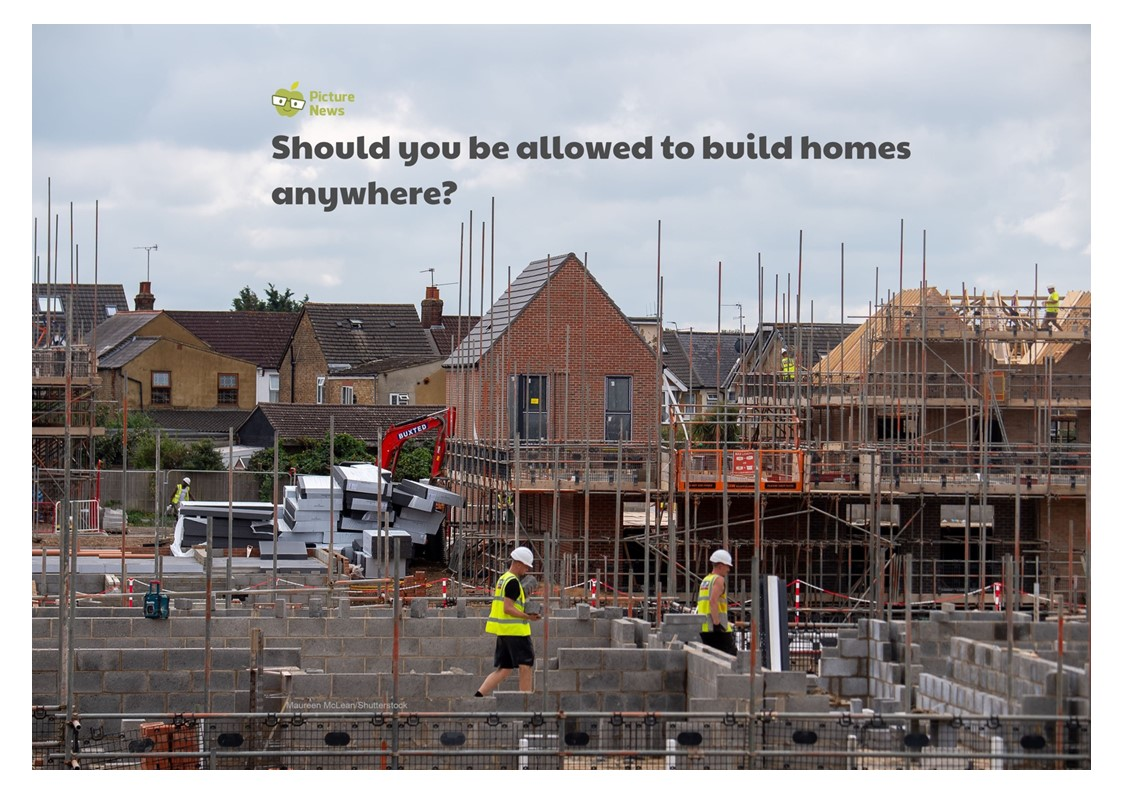 Picture
News
Should you be allowed to build homes
anywhere?
BUXTED
Maureen McLean/Shutterstock